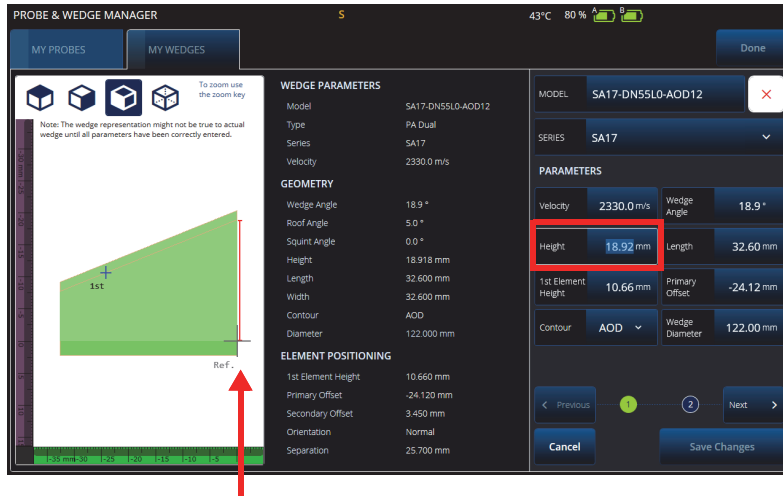 PROBE & WEDGE MANAGER
S
43°C 80 % A B
MY PROBES
MY WEDGES
Done
To zoom use
the zoom key
Note: The wedge representation might not be true to actual
wedge until all parameters have been correctly entered.
1st
Ref.
-35 mm -30 -25 -20 -15 -10 -5
WEDGE PARAMETERS
Model SA17-DN55L0-AOD12
Type PA Dual
Series SA17
Velocity 2330.0 m/s
GEOMETRY
Wedge Angle 18.9 °
Roof Angle 5.0 °
Squint Angle 0.0 °
Height 18.918 mm
Length 32.600 mm
Width 32.600 mm
Contour AOD
Diameter 122.000 mm
ELEMENT POSITIONING
1st Element Height 10.660 mm
Primary Offset -24.120 mm
Secondary Offset 3.450 mm
Orientation Normal
Separation 25.700 mm
MODEL SA17-DN55L0-AOD12
SERIES SA17
PARAMETERS
Velocity 2330.0 m/s Wedge Angle 18.9 °
Height 18.92 mm Length 32.60 mm
1st Element Height 10.66 mm Primary Offset -24.12 mm
Contour AOD Wedge Diameter 122.00 mm
Previous 1 2 Next
Cancel Save Changes